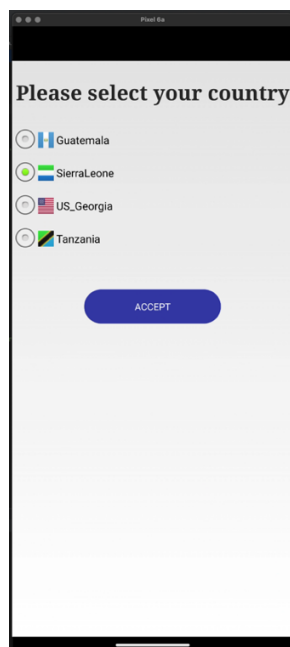 Pixel 6a
Please select your country
Guatemala
SierraLeone
US_Georgia
Tanzania
ACCEPT